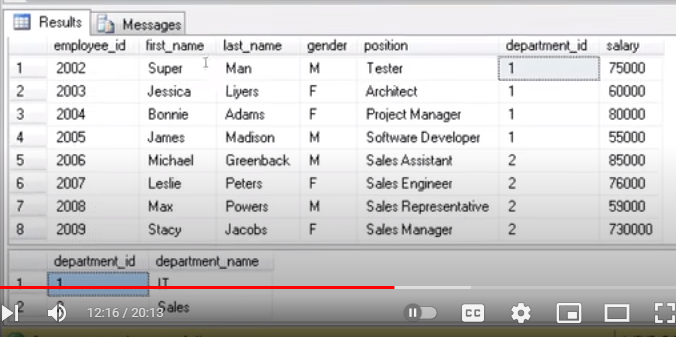 Results Messages
employee_id first_name last_name gender position department_id salary
1 2002 Super Man M Tester 1 75000
2 2003 Jessica Liyers F Architect 1 60000
3 2004 Bonnie Adams F Project Manager 1 80000
4 2005 James Madison M Software Developer 1 55000
5 2006 Michael Greenback M Sales Assistant 2 85000
6 2007 Leslie Peters F Sales Engineer 2 76000
7 2008 Max Powers M Sales Representative 2 59000
8 2009 Stacy Jacobs F Sales Manager 2 730000
department_id department_name
1 1 IT
2 Sales
12:16 / 20:13 CC